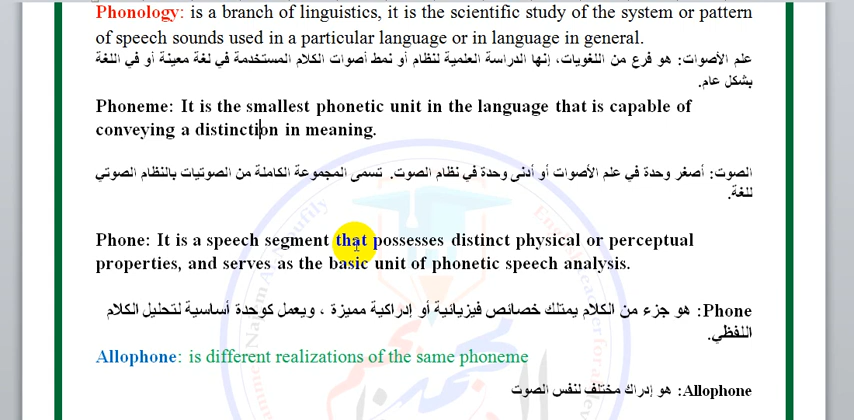 Phonology: is a branch of linguistics, it is the scientific study of the system or pattern
of speech sounds used in a particular language or in language in general.
علم الأصوات: هو فرع من اللغويات، إنها الدراسة العلمية لنظام أو نمط أصوات الكلام المستخدمة في لغة معينة أو في اللغة
بشكل عام.
Phoneme: It is the smallest phonetic unit in the language that is capable of
conveying a distinction in meaning.
الصوت: أصغر وحدة في علم الأصوات أو أدنى وحدة في نظام الصوت. تسمى المجموعة الكاملة من الصوتيات بالنظام الصوتي
للغة.
Phone: It is a speech segment that possesses distinct physical or perceptual
properties, and serves as the basic unit of phonetic speech analysis.
Phone: هو جزء من الكلام يمتلك خصائص فيزيائية أو إدراكية مميزة ، ويعمل كوحدة أساسية لتحليل الكلام
اللفظي.
Allophone: is different realizations of the same phoneme
Allophone: هو إدراك مختلف لنفس الصوت